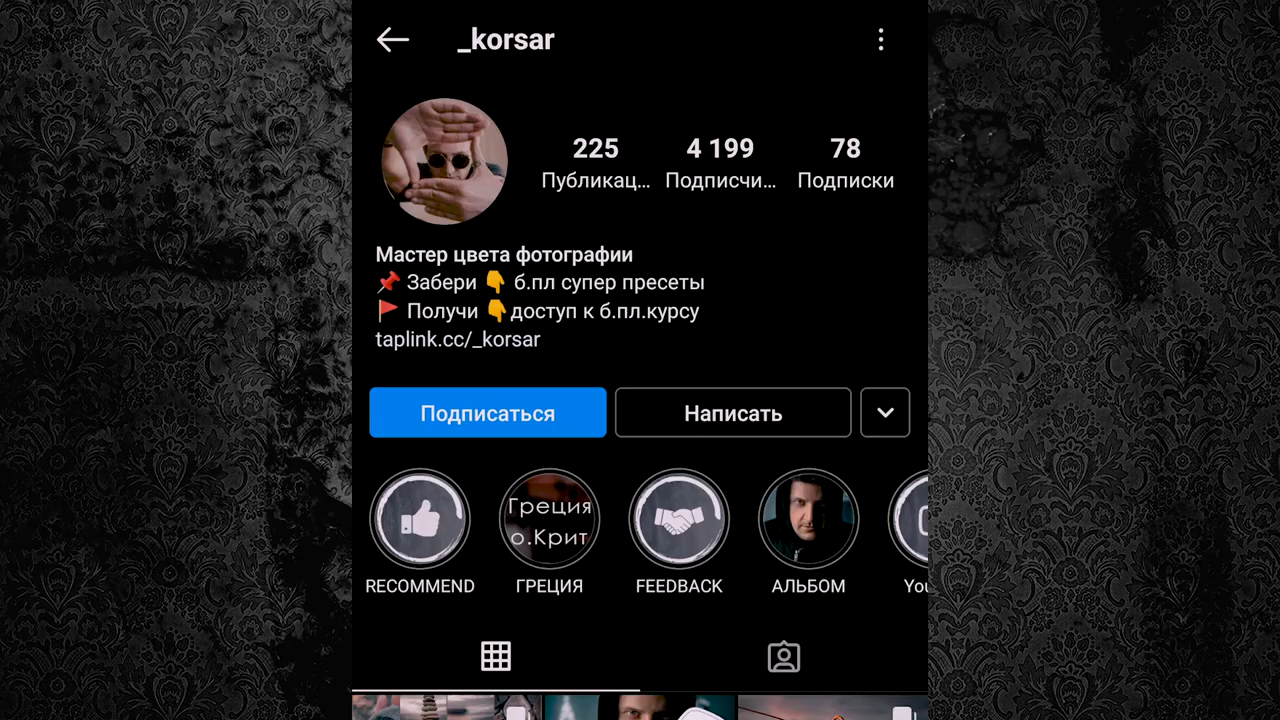 _korsar
225 4 199 78
Публикац... Подписчи... Подписки
Мастер цвета фотографии
📌 Забери 👇 б.пл супер пресеты
🚩 Получи 👇доступ к б.пл.курсу
taplink.cc/_korsar
Подписаться Написать
Греция
о.Крит
RECOMMEND ГРЕЦИЯ FEEDBACK АЛЬБОМ You